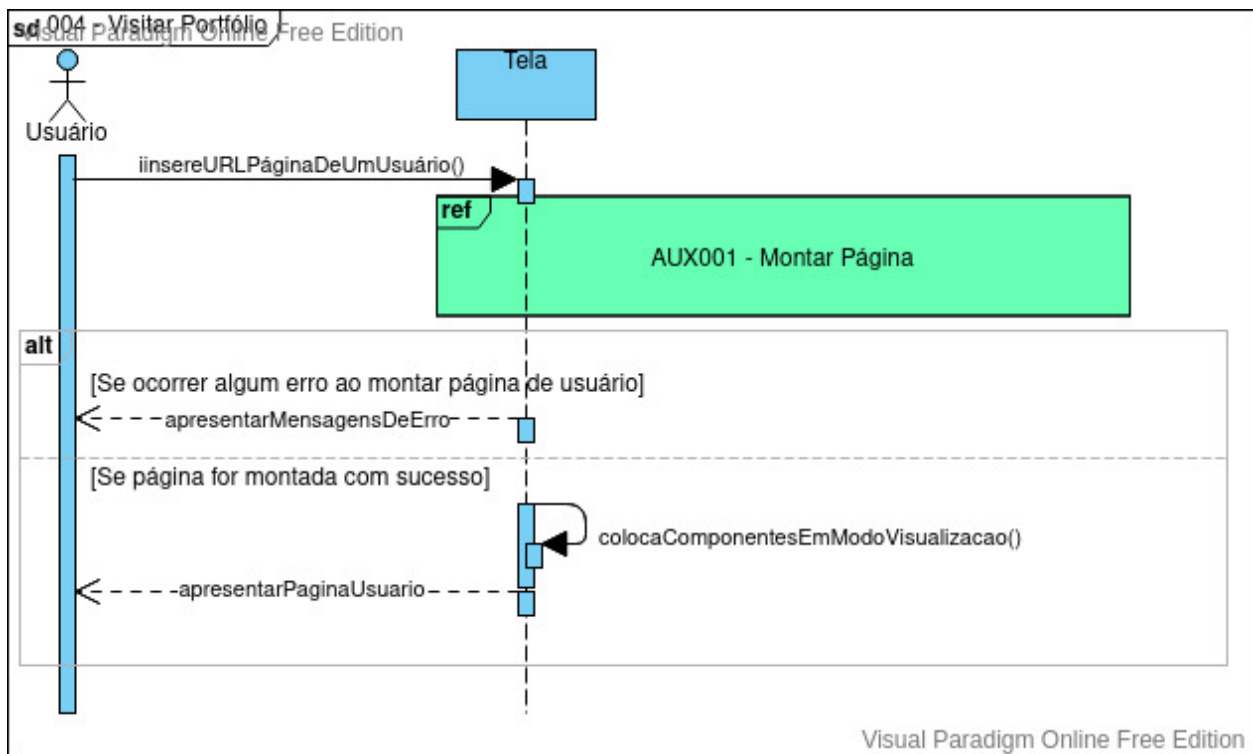 sd 004 - Visitar Portfólio
Visual Paradigm Online Free Edition
Tela
Usuário
iinsereURLPáginaDeUmUsuário()
ref
AUX001 - Montar Página
alt
[Se ocorrer algum erro ao montar página de usuário]
apresentarMensagensDeErro
[Se página for montada com sucesso]
colocaComponentesEmModoVisualizacao()
apresentarPaginaUsuario
Visual Paradigm Online Free Edition